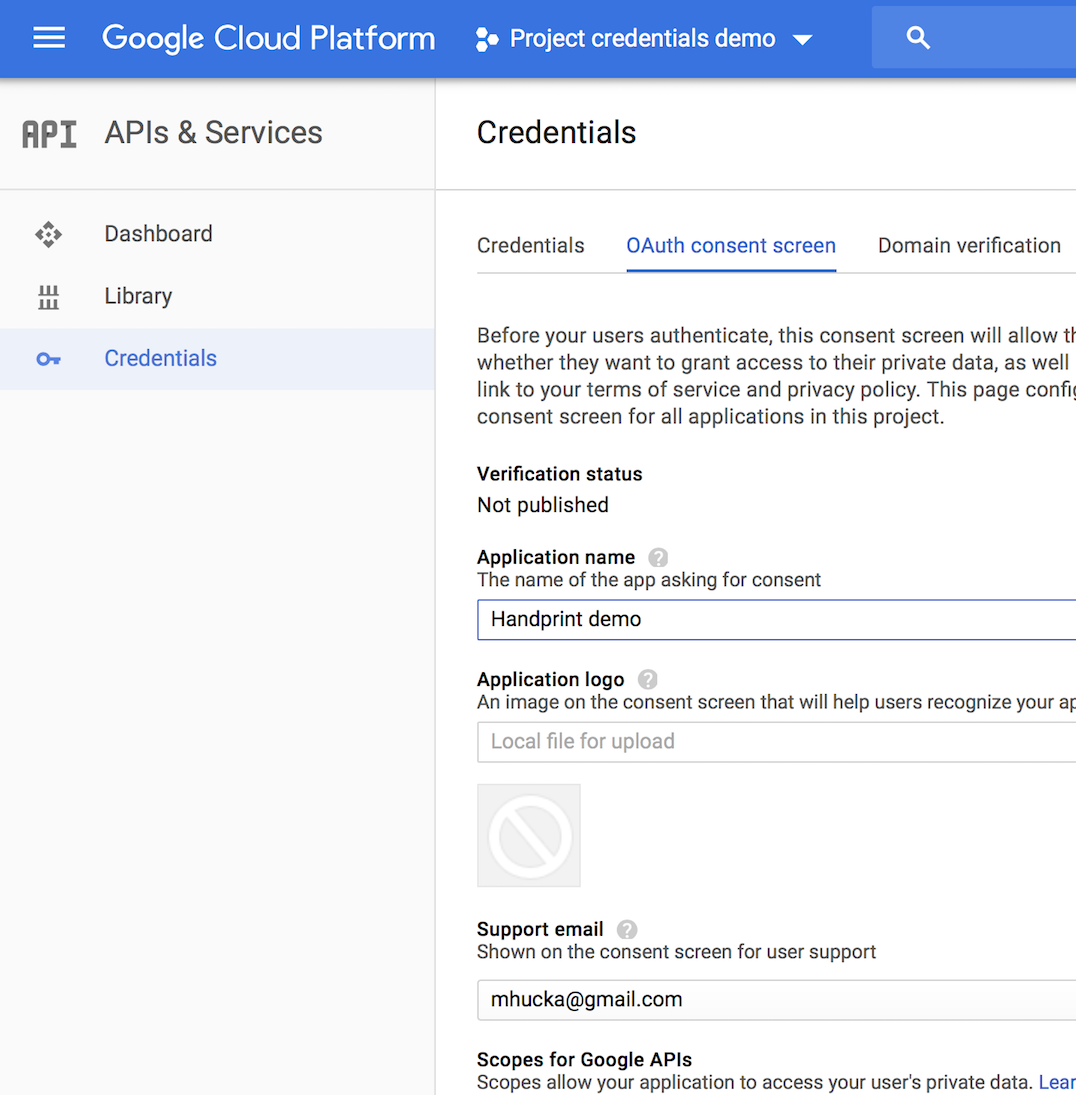 Google Cloud Platform
Project credentials demo
API
APIs & Services
Dashboard
Library
Credentials
Credentials
Credentials
OAuth consent screen
Domain verification
Before your users authenticate, this consent screen will allow
whether they want to grant access to their private data, as well
link to your terms of service and privacy policy. This page
consent screen for all applications in this project.
Verification status
Not published
Application name ?
The name of the app asking for consent
Handprint demo
Application logo ?
An image on the consent screen that will help users recognize your
Local file for upload
Support email ?
Shown on the consent screen for user support
mhucka@gmail.com
Scopes for Google APIs
Scopes allow your application to access your user's private data.